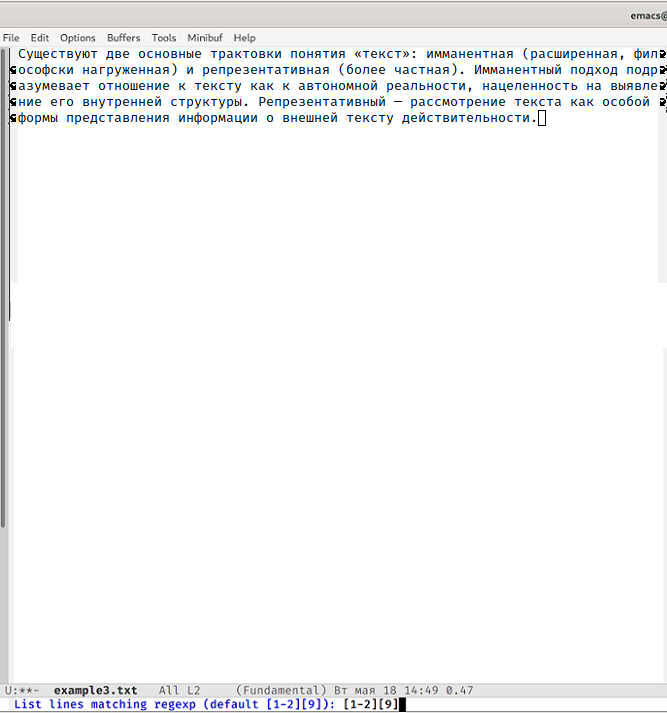 emacs@
File Edit Options Buffers Tools Minibuf Help
Существуют две основные трактовки понятия «текст»: имманентная (расширенная, фил
ософски нагруженная) и репрезентативная (более частная). Имманентный подход подр
азумевает отношение к тексту как к автономной реальности, нацеленность на выявле
ние его внутренней структуры. Репрезентативный — рассмотрение текста как особой
формы представления информации о внешней тексту действительности.
U:**- example3.txt All L2 (Fundamental) Вт мая 18 14:49 0.47
List lines matching regexp (default [1-2][9]): [1-2][9]